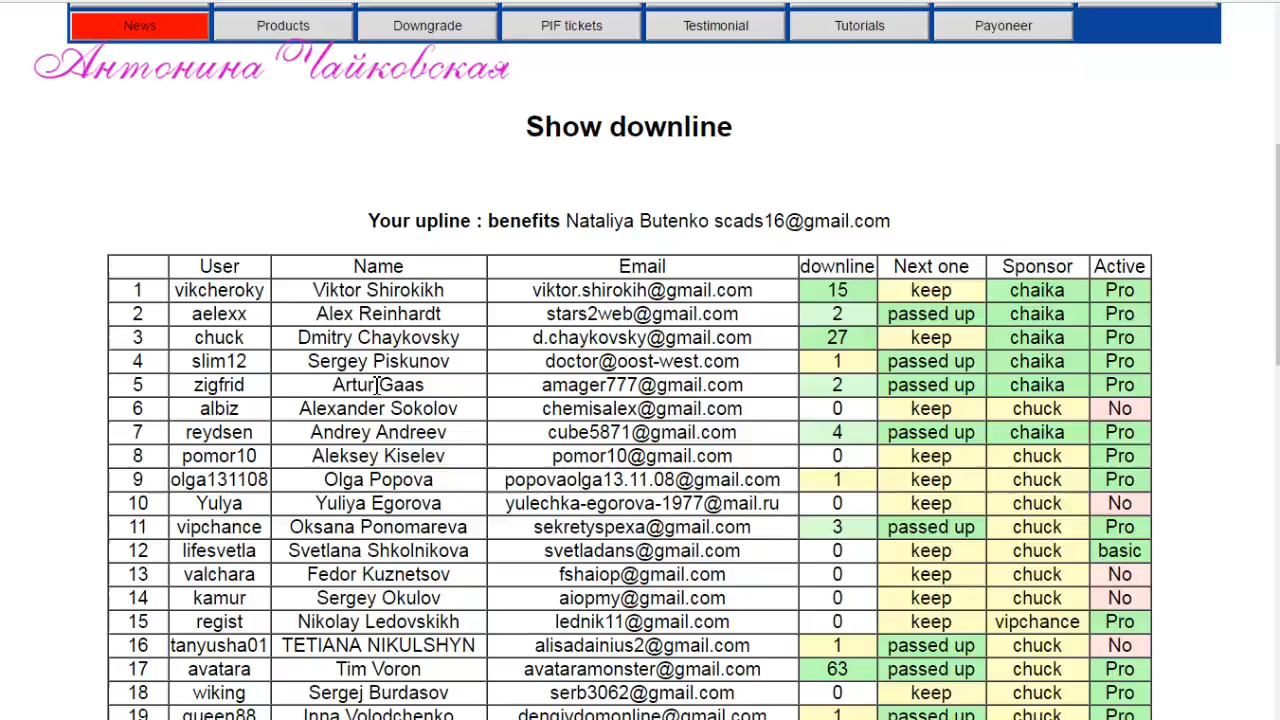 News Products Downgrade PIF tickets Testimonial Tutorials Payoneer
Антонина Чайковская
Show downline
Your upline : benefits Nataliya Butenko scads16@gmail.com
User Name Email downline Next one Sponsor Active
1 vikcheroky Viktor Shirokikh viktor.shirokih@gmail.com 15 keep chaika Pro
2 aelexx Alex Reinhardt stars2web@gmail.com 2 passed up chaika Pro
3 chuck Dmitry Chaykovsky d.chaykovsky@gmail.com 27 keep chaika Pro
4 slim12 Sergey Piskunov doctor@oost-west.com 1 passed up chaika Pro
5 zigfrid Artur Gaas amager777@gmail.com 2 passed up chaika Pro
6 albiz Alexander Sokolov chemisalex@gmail.com 0 keep chuck No
7 reydsen Andrey Andreev cube5871@gmail.com 4 passed up chaika Pro
8 pomor10 Aleksey Kiselev pomor10@gmail.com 0 keep chuck Pro
9 olga131108 Olga Popova popovaolga13.11.08@gmail.com 1 keep chuck Pro
10 Yulya Yuliya Egorova yulechka-egorova-1977@mail.ru 0 keep chuck No
11 vipchance Oksana Ponomareva sekretyspexa@gmail.com 3 passed up chuck Pro
12 lifesvetla Svetlana Shkolnikova svetladans@gmail.com 0 keep chuck basic
13 valchara Fedor Kuznetsov fshaiop@gmail.com 0 keep chuck No
14 kamur Sergey Okulov aiopmy@gmail.com 0 keep chuck No
15 regist Nikolay Ledovskikh lednik11@gmail.com 0 keep vipchance Pro
16 tanyusha01 TETIANA NIKULSHYN alisadainius2@gmail.com 1 passed up chuck No
17 avatara Tim Voron avataramonster@gmail.com 63 passed up chuck Pro
18 wiking Sergej Burdasov serb3062@gmail.com 0 keep chuck Pro
19 queen88 Inna Volodchenko dengivdomonline@gmail.com 1 passed up chuck Pro